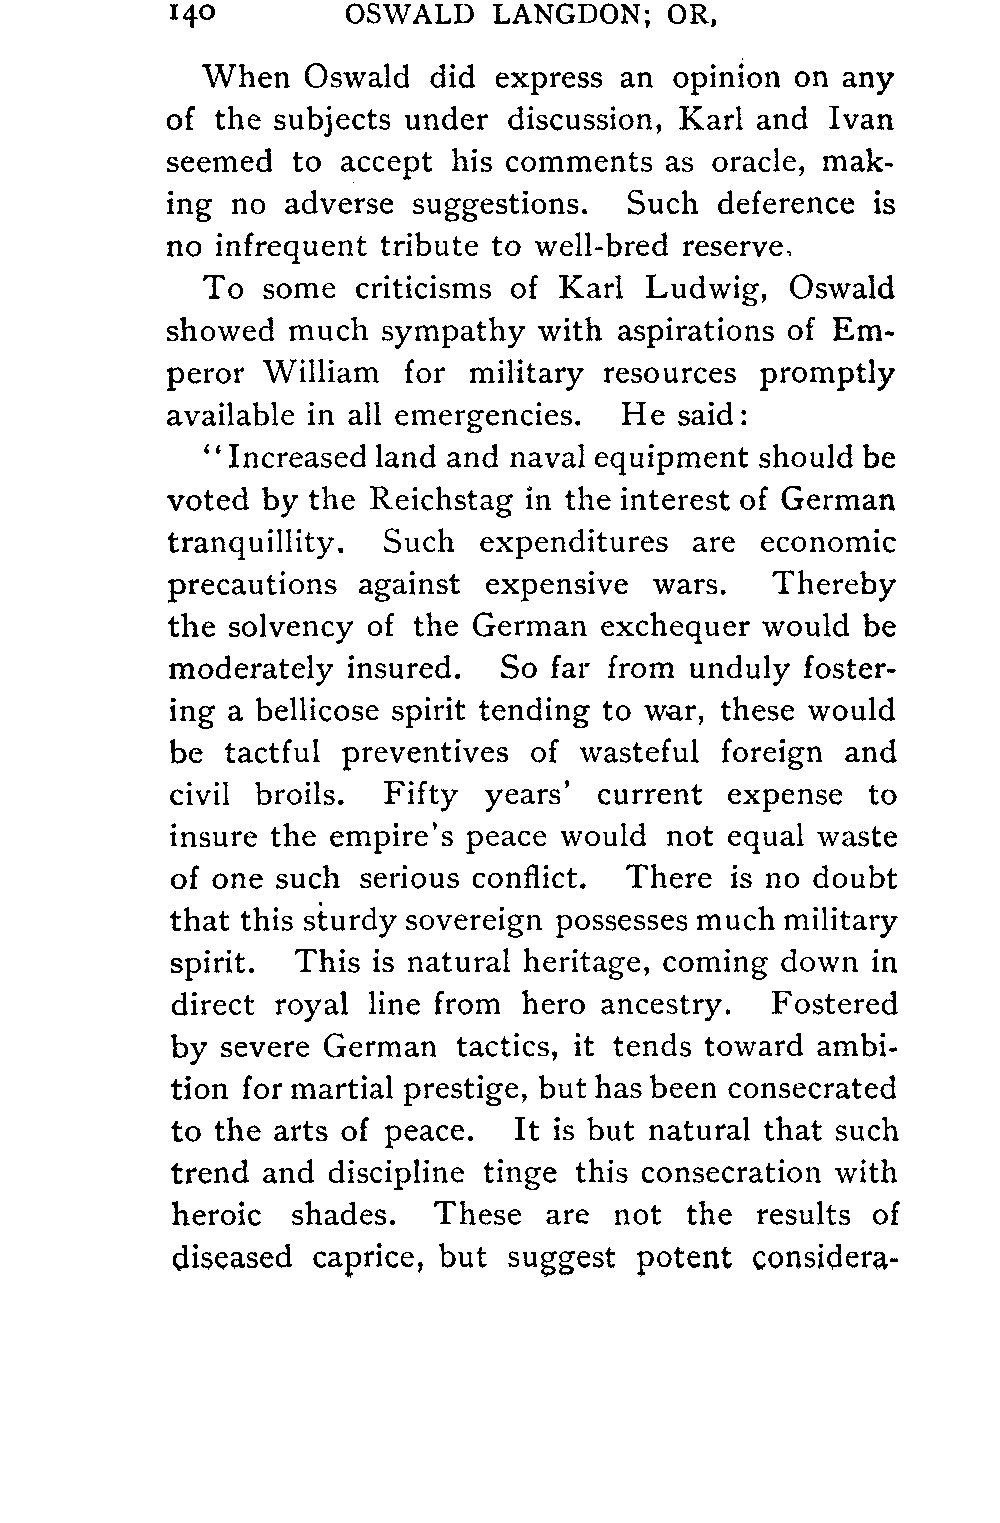 140 OSWALD LANGDON; OR,
When Oswald did express an opinion on any
of the subjects under discussion, Karl and Ivan
seemed to accept his comments as oracle, mak-
ing no adverse suggestions. Such deference is
no infrequent tribute to well-bred reserve.
To some criticisms of Karl Ludwig, Oswald
showed much sympathy with aspirations of Em-
peror William for military resources promptly
available in all emergencies. He said:
"Increased land and naval equipment should be
voted by the Reichstag in the interest of German
tranquillity. Such expenditures are economic
precautions against expensive wars. Thereby
the solvency of the German exchequer would be
moderately insured. So far from unduly foster-
ing a bellicose spirit tending to war, these would
be tactful preventives of wasteful foreign and
civil broils. Fifty years' current expense to
insure the empire's peace would not equal waste
of one such serious conflict. There is no doubt
that this sturdy sovereign possesses much military
spirit. This is natural heritage, coming down in
direct royal line from hero ancestry. Fostered
by severe German tactics, it tends toward ambi-
tion for martial prestige, but has been consecrated
to the arts of peace. It is but natural that such
trend and discipline tinge this consecration with
heroic shades. These are not the results of
diseased caprice, but suggest potent considera-